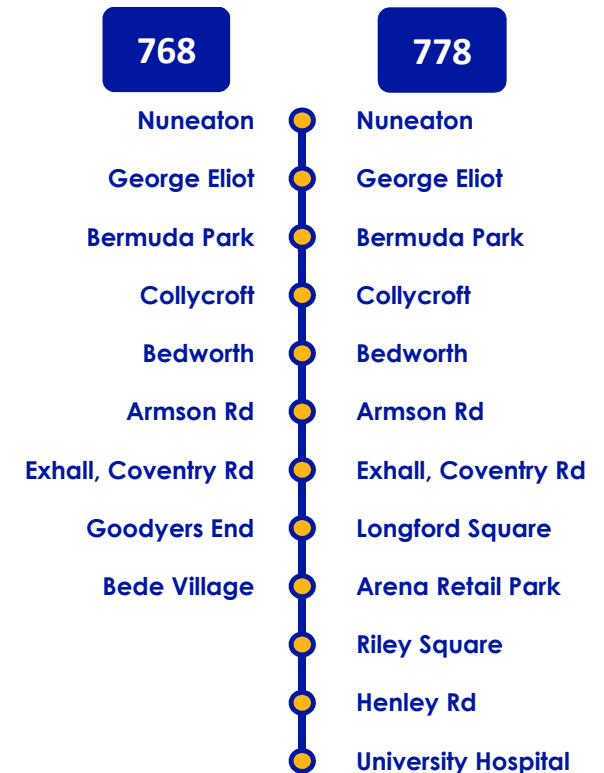 768 778
Nuneaton Nuneaton
George Eliot George Eliot
Bermuda Park Bermuda Park
Collycroft Collycroft
Bedworth Bedworth
Armson Rd Armson Rd
Exhall, Coventry Rd Exhall, Coventry Rd
Goodyers End Longford Square
Bede Village Arena Retail Park
Riley Square
Henley Rd
University Hospital